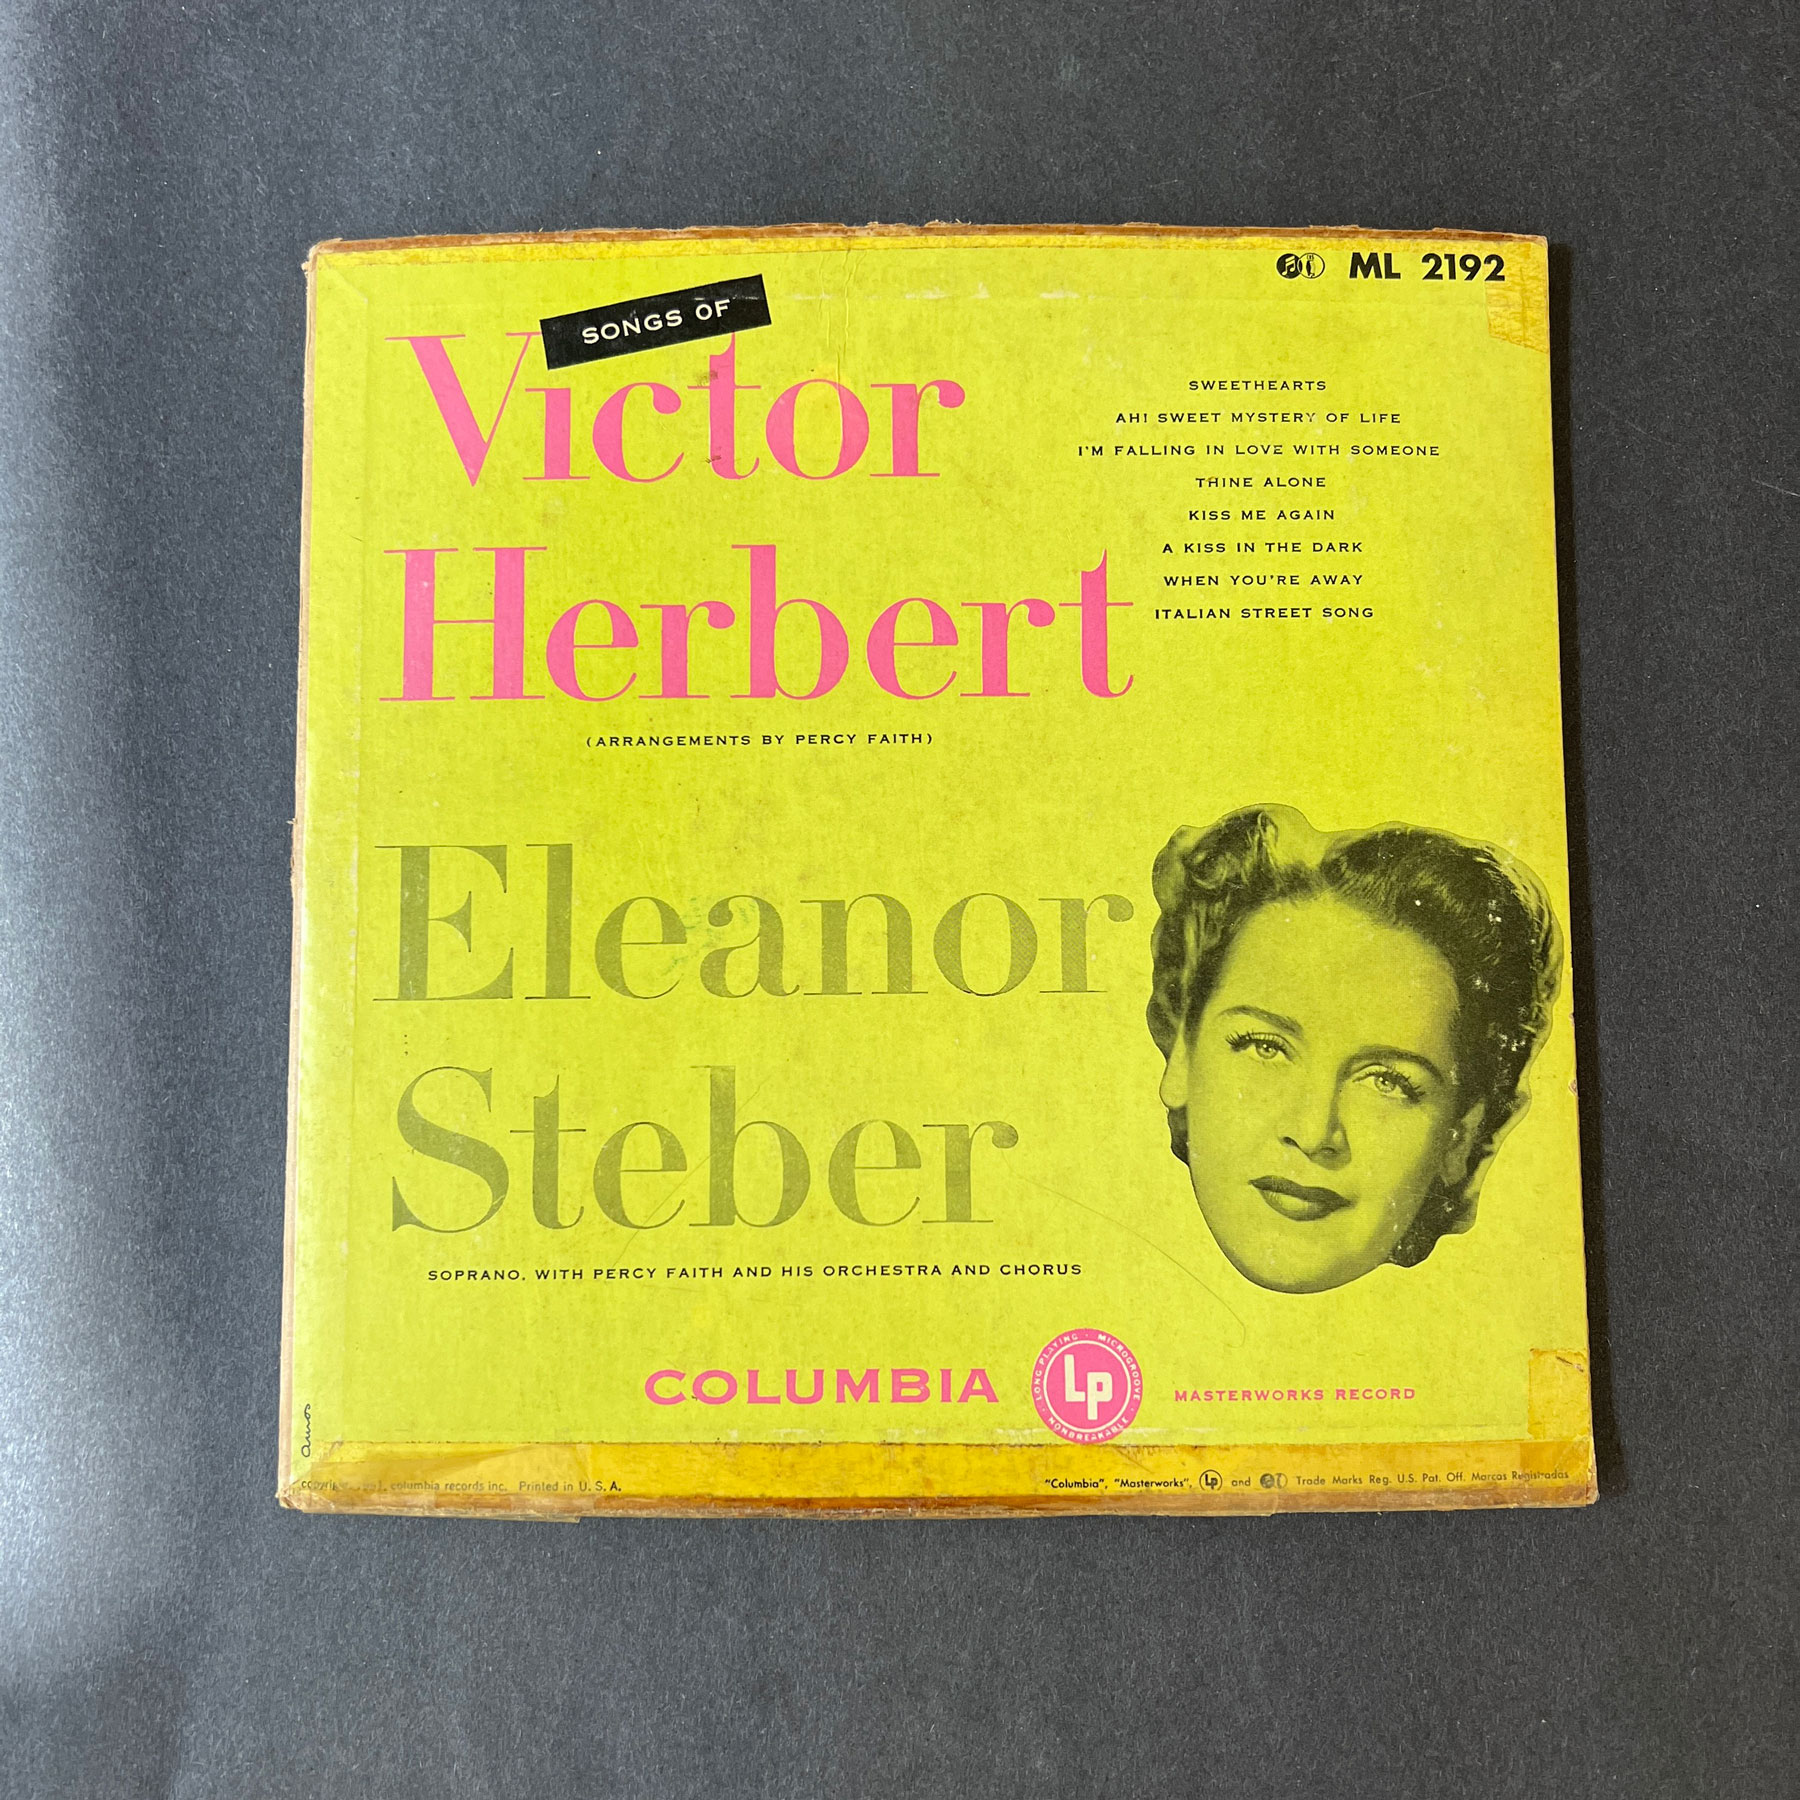 ML 2192
SONGS OF
Victor
Herbert
(ARRANGEMENTS BY PERCY FAITH)
SWEETHEARTS
AH! SWEET MYSTERY OF LIFE
I'M FALLING IN LOVE WITH SOMEONE
THINE ALONE
KISS ME AGAIN
A KISS IN THE DARK
WHEN YOU'RE AWAY
ITALIAN STREET SONG
Eleanor
Steber
SOPRANO, WITH PERCY FAITH AND HIS ORCHESTRA AND CHORUS
COLUMBIA
LONG PLAYING · MICROGROOVE · NONBREAKABLE ·
LP
MASTERWORKS RECORD
amos
columbia records inc. Printed in U. S. A.
"Columbia", "Masterworks", LP and Trade Marks Reg. U.S. Pat. Off. Marcas Registradas